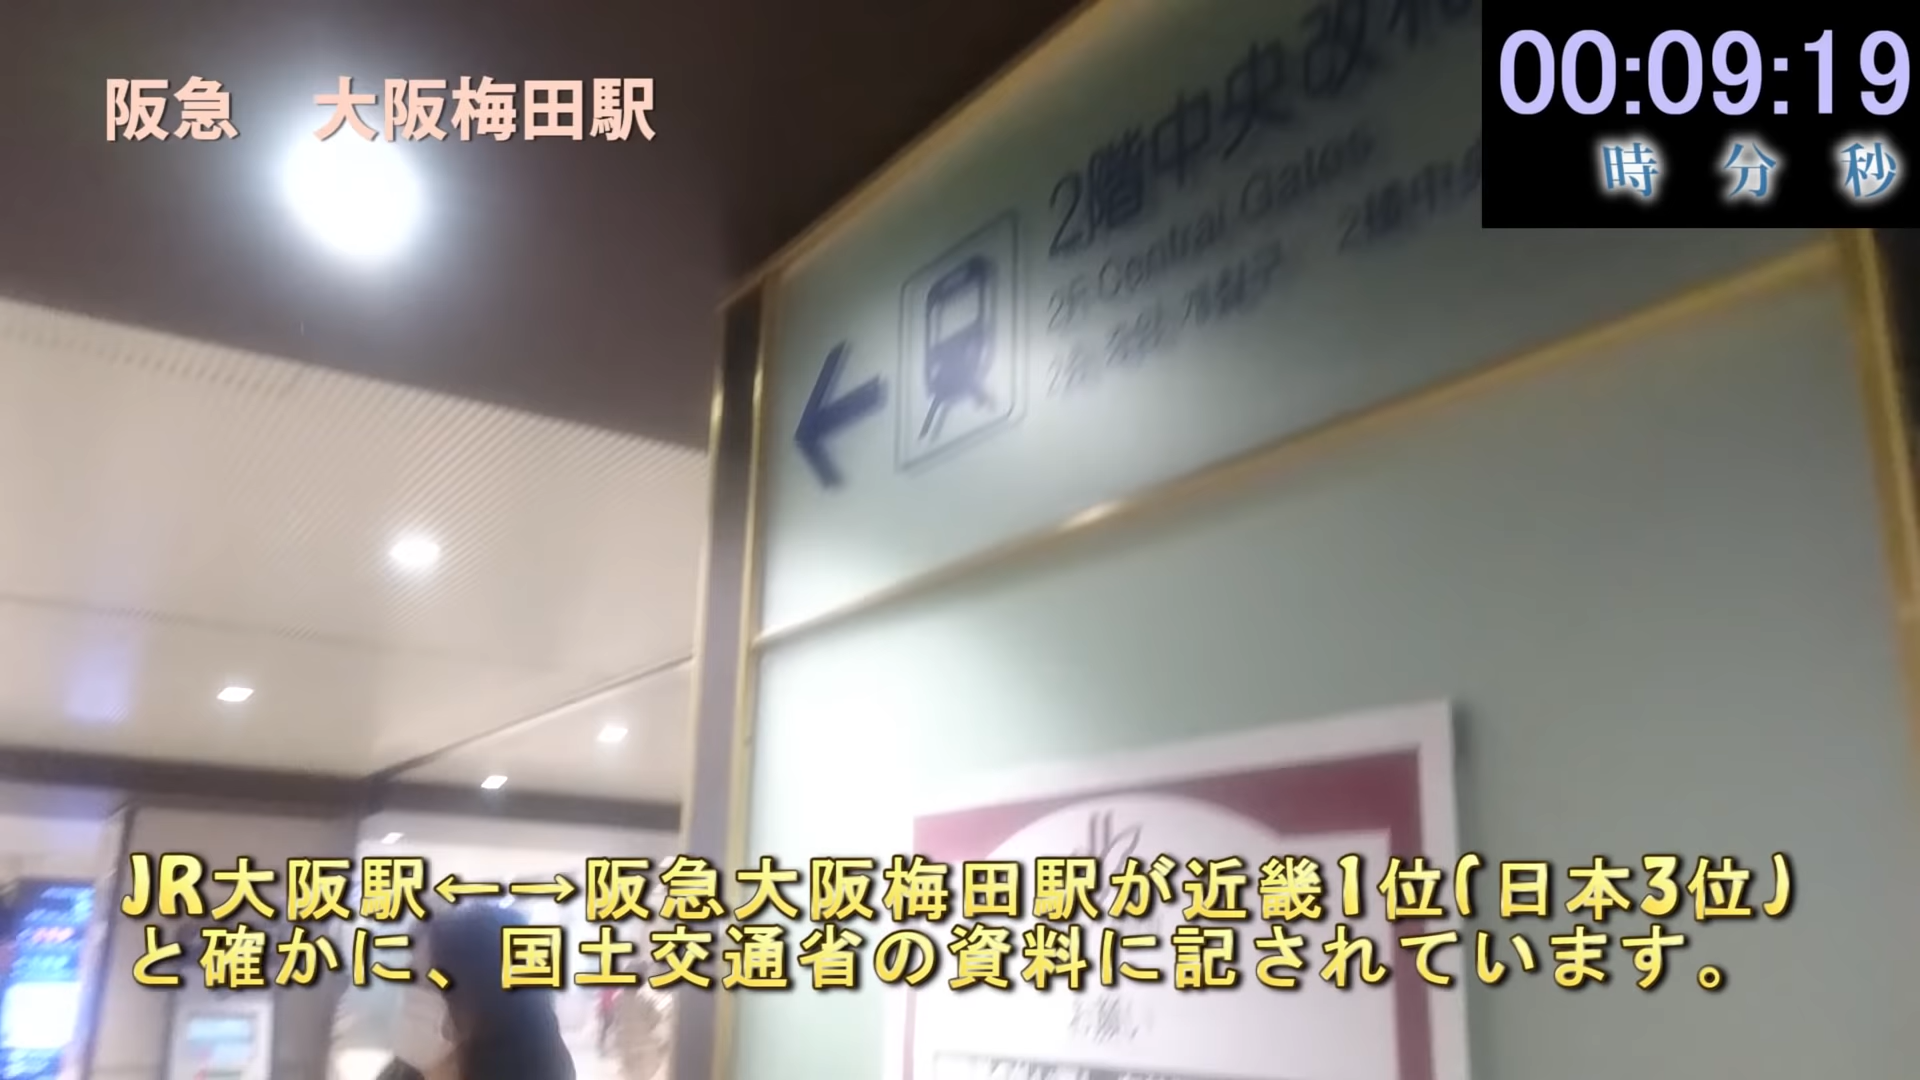 阪急　大阪梅田駅
00:09:19
時 分 秒
2階中央改札
2F Central Gates
JR大阪駅←→阪急大阪梅田駅が近畿1位(日本3位)
と確かに、国土交通省の資料に記されています。
お願い